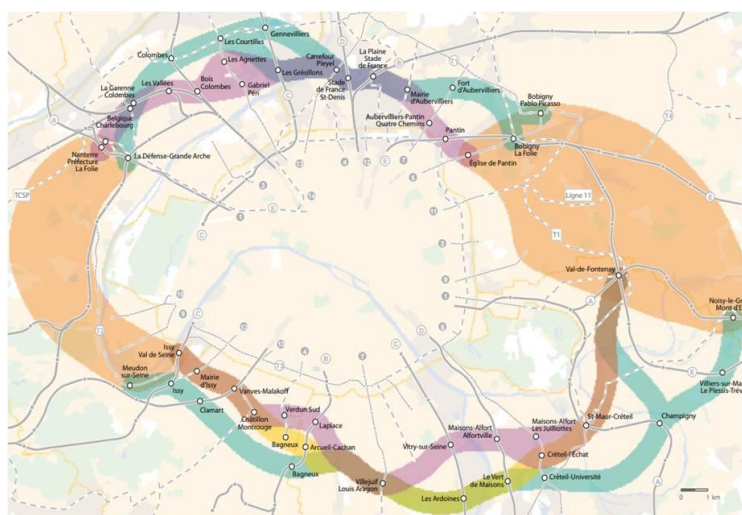 Gennevilliers
Les Courtilles
Colombes
Les Agnettes
Carrefour
Pleyel
La Plaine
Stade
de France
Les Grésillons
Stade
de France
St-Denis
Les Vallées
Bois
Colombes
Gabriel
Péri
La Garenne
Colombes
Belgique
Charlebourg
Mairie
d'Aubervilliers
Fort
d'Aubervilliers
Bobigny
Pablo Picasso
Aubervilliers-Pantin
Quatre Chemins
Pantin
Bobigny
La Folie
Église de Pantin
Nanterre
Préfecture
La Folie
La Défense-Grande Arche
TCSP
Ligne 11
T1
Val-de-Fontenay
Noisy-le-Gr
Mont d'E
Issy
Val de Seine
Meudon
sur-Seine
Issy
Mairie
d'Issy
Vanves-Malakoff
Clamart
Châtillon
Montrouge
Verdun Sud
Laplace
Bagneux
Arcueil-Cachan
Bagneux
Villejuif
Louis Aragon
Vitry-sur-Seine
Maisons-Alfort
Alfortville
Maisons-Alfort
Les Juilliottes
St-Maur-Créteil
Créteil-l'Échat
Créteil-Université
Le Vert
de Maisons
Les Ardoines
Champigny
Villiers-sur-Ma
Le Plessis-Trév
0 1 km